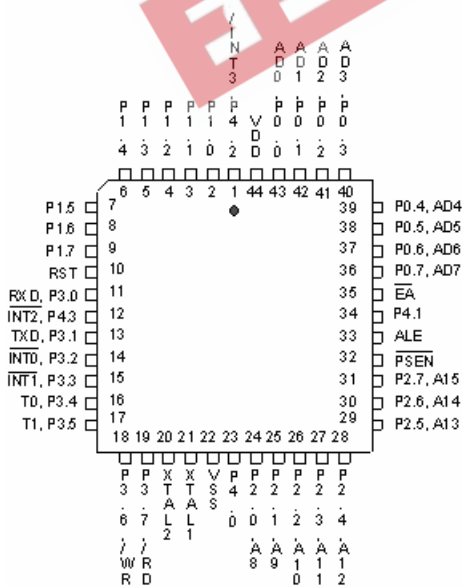 P1.4
P1.3
P1.2
P1.1
P1.0
/INT3.P4.2
VDD
AD0.P0.0
AD1.P0.1
AD2.P0.2
AD3.P0.3
6 5 4 3 2 1 44 43 42 41 40
P1.5 7
P1.6 8
P1.7 9
RST 10
RXD, P3.0 11
INT2, P4.3 12
TXD, P3.1 13
INT0, P3.2 14
INT1, P3.3 15
T0, P3.4 16
T1, P3.5 17
39 P0.4, AD4
38 P0.5, AD5
37 P0.6, AD6
36 P0.7, AD7
35 EA
34 P4.1
33 ALE
32 PSEN
31 P2.7, A15
30 P2.6, A14
29 P2.5, A13
18 19 20 21 22 23 24 25 26 27 28
P3.6./WR
P3.7./RD
XTAL2
XTAL1
VSS
P4.0
P2.0.A8
P2.1.A9
P2.2.A10
P2.3.A11
P2.4.A12